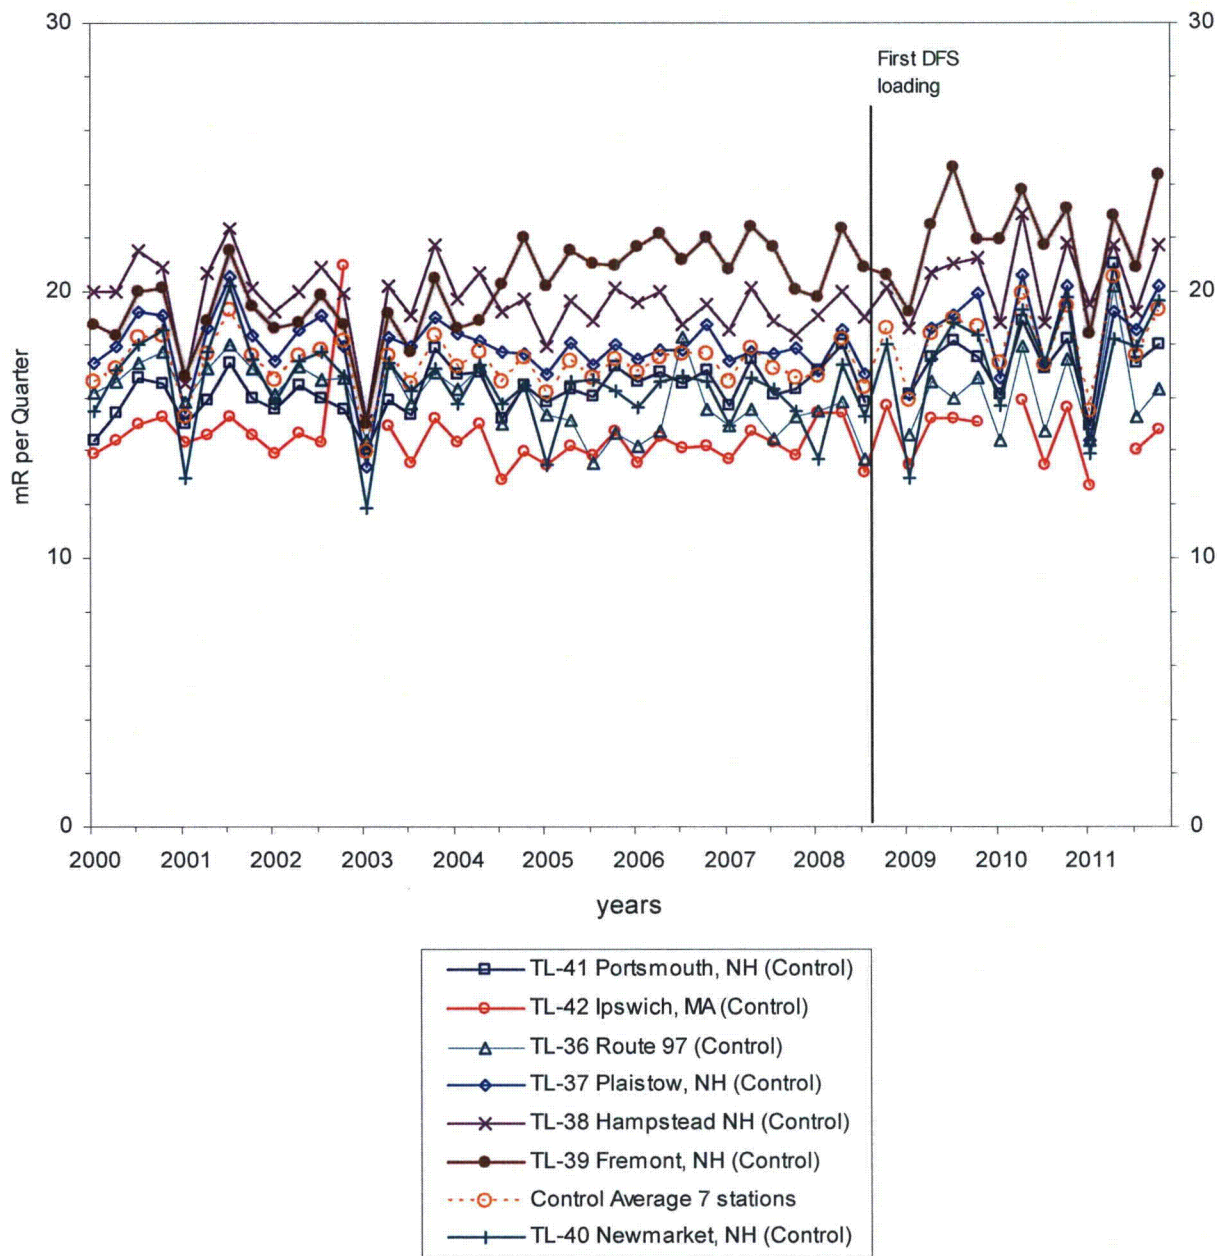 30
30
First DFS
loading
20
20
mR per Quarter
10
10
0
0
2000 2001 2002 2003 2004 2005 2006 2007 2008 2009 2010 2011
years
TL-41 Portsmouth, NH (Control)
TL-42 Ipswich, MA (Control)
TL-36 Route 97 (Control)
TL-37 Plaistow, NH (Control)
TL-38 Hampstead NH (Control)
TL-39 Fremont, NH (Control)
Control Average 7 stations
TL-40 Newmarket, NH (Control)